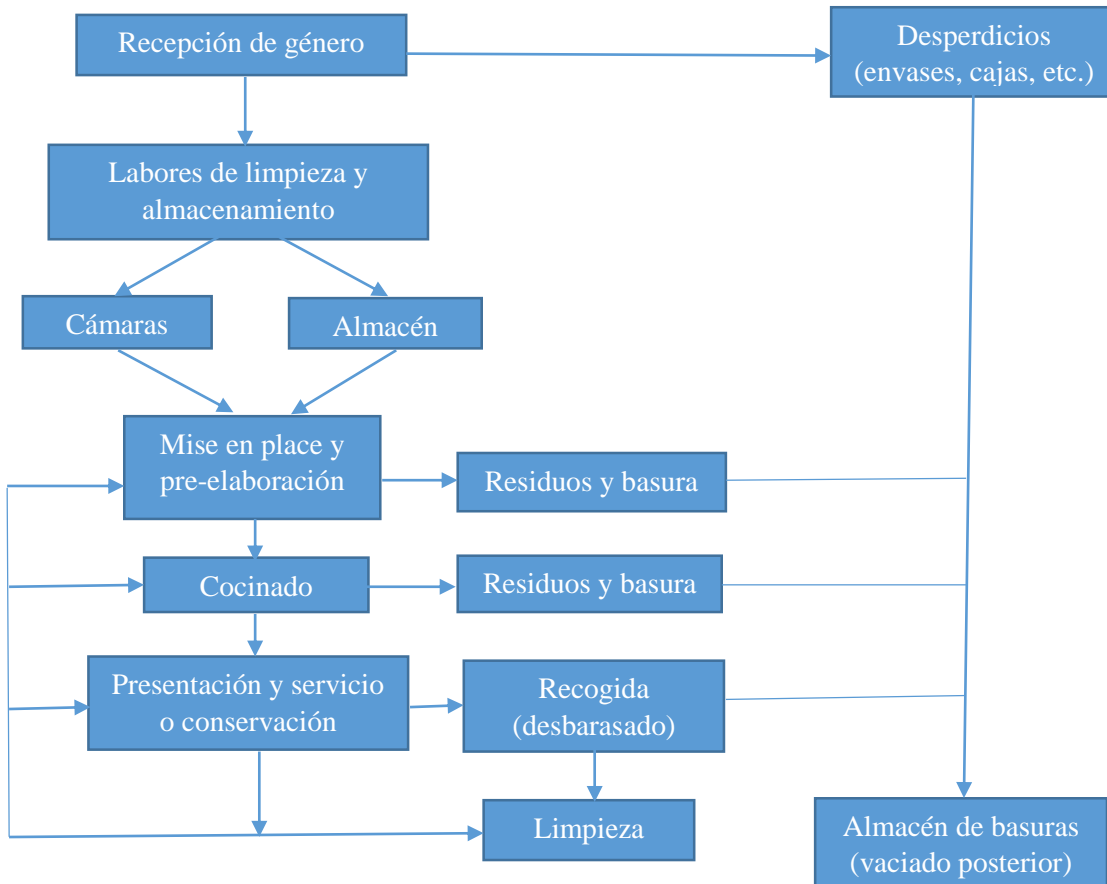 Recepción de género
Desperdicios
(envases, cajas, etc.)
Labores de limpieza y
almacenamiento
Cámaras
Almacén
Mise en place y
pre-elaboración
Residuos y basura
Cocinado
Residuos y basura
Presentación y servicio
o conservación
Recogida
(desbarasado)
Limpieza
Almacén de basuras
(vaciado posterior)